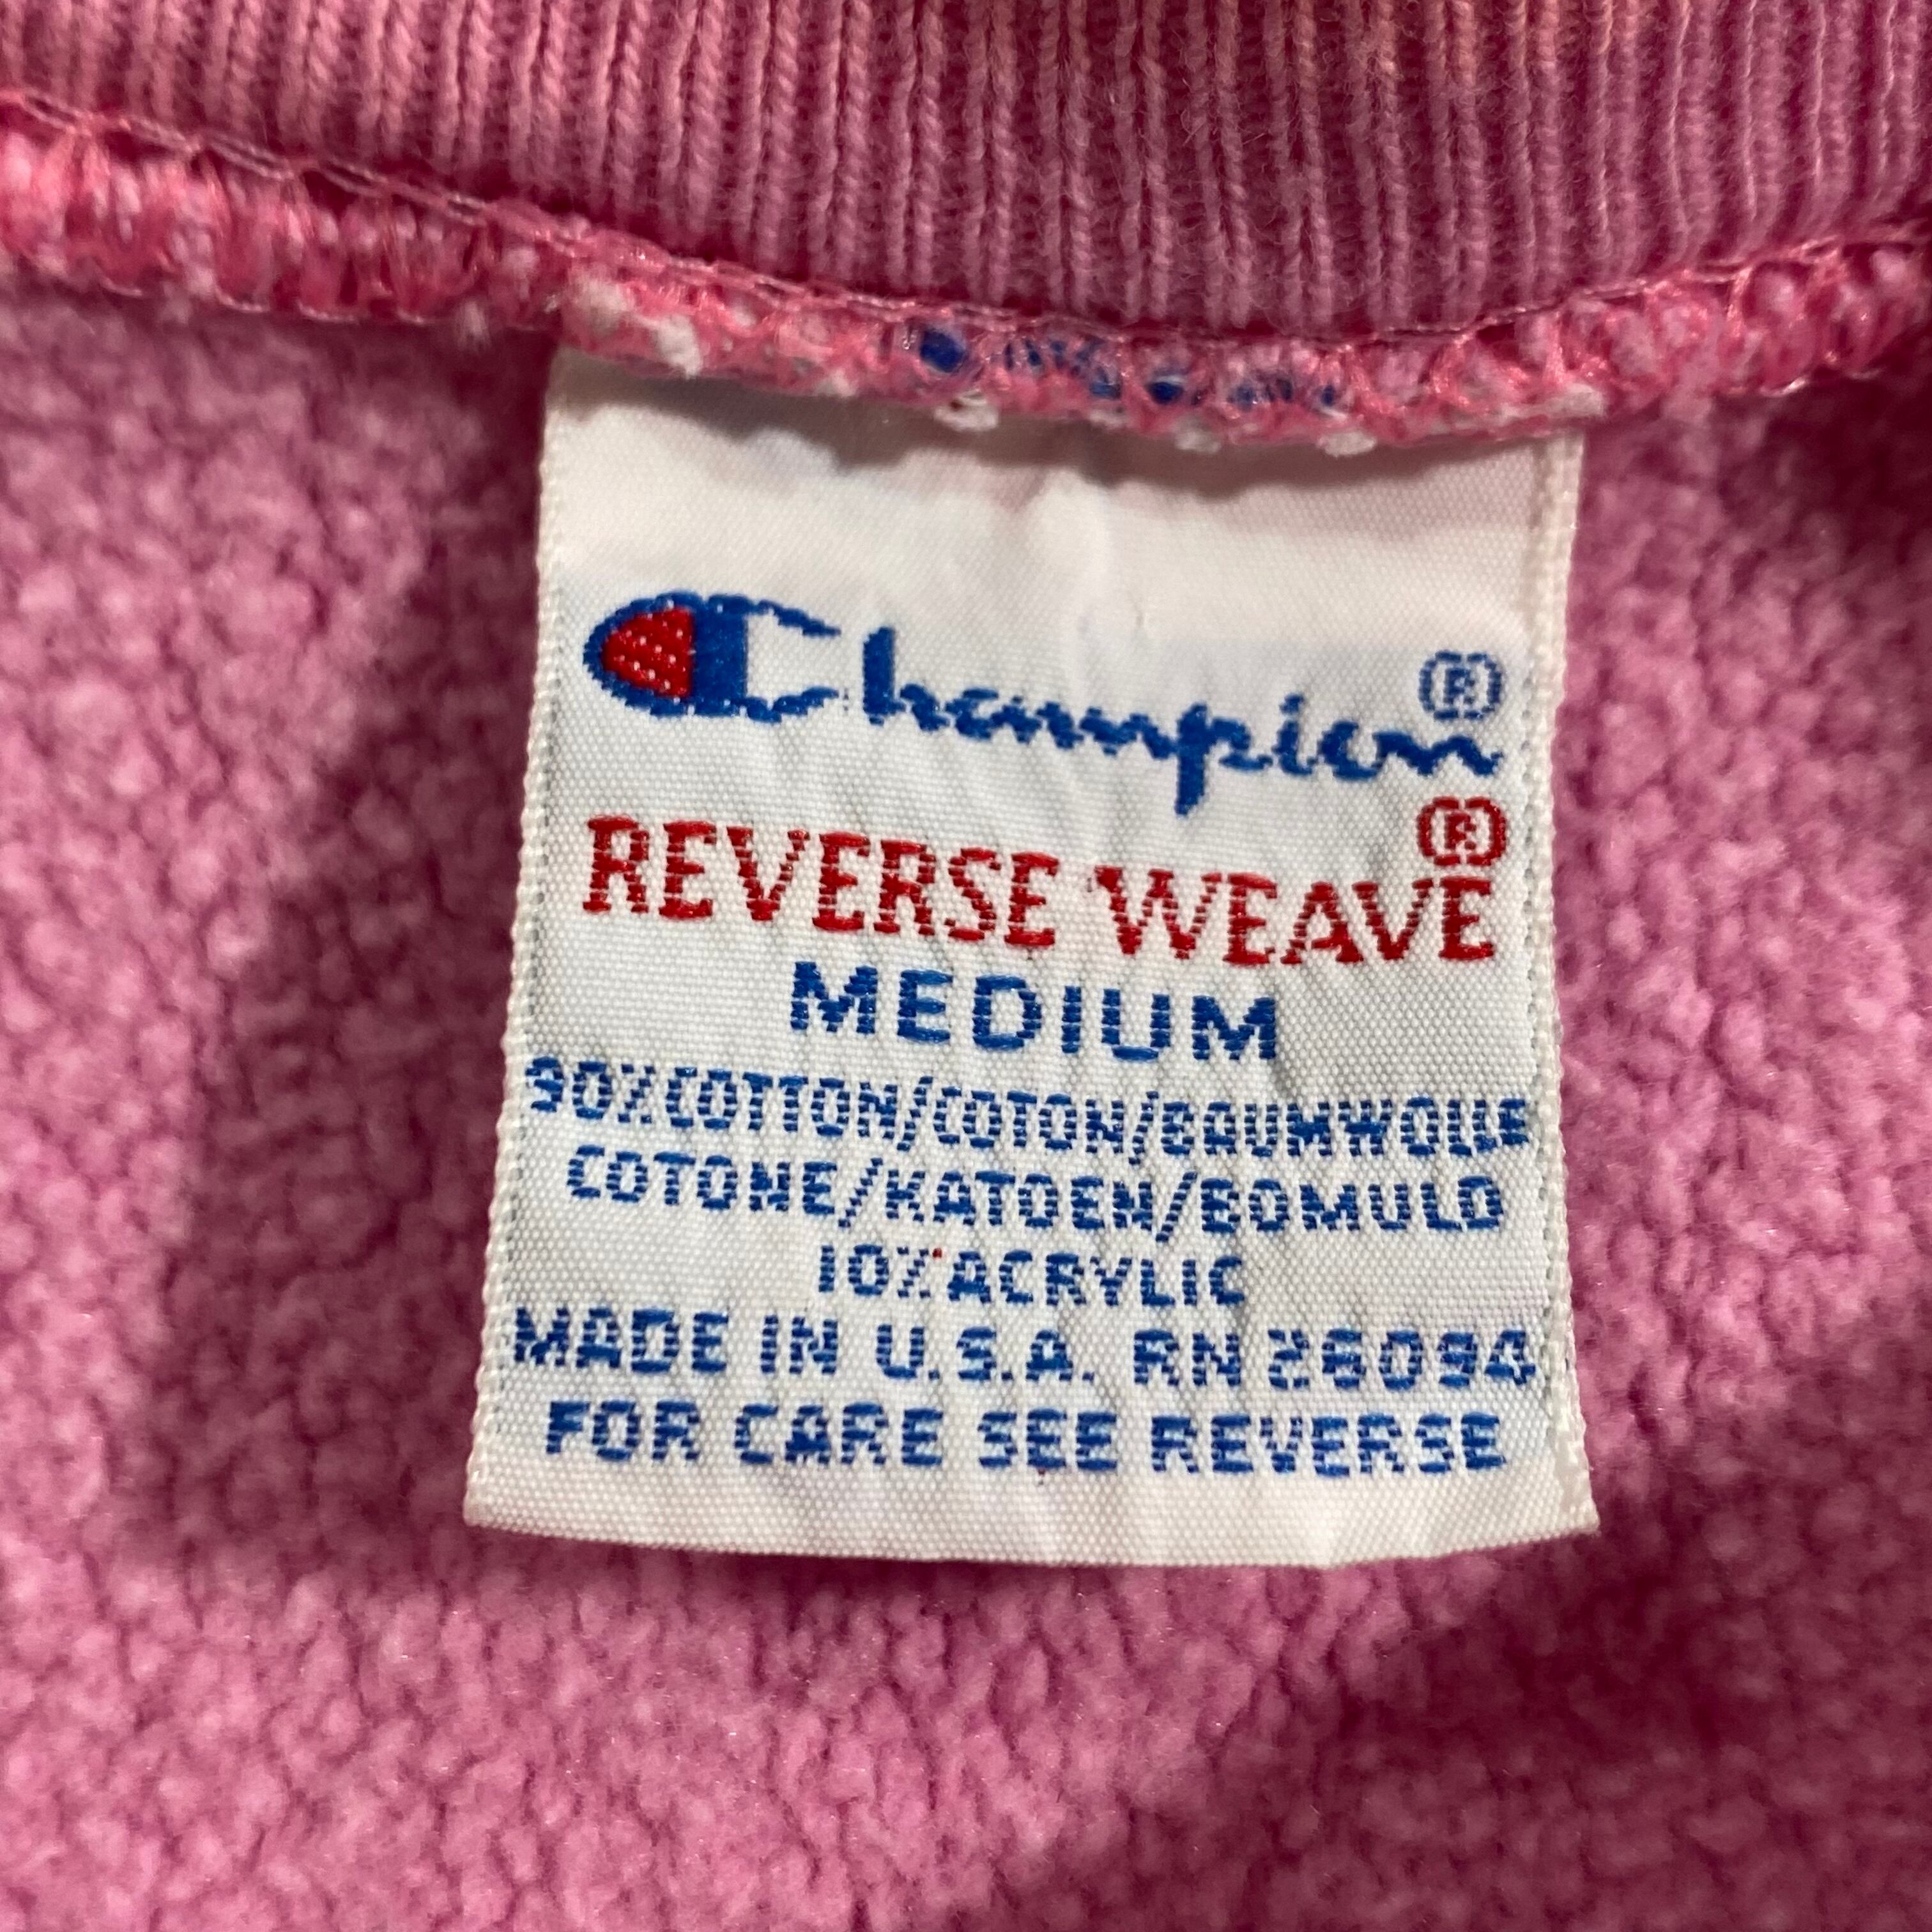 Champion®
REVERSE WEAVE®
MEDIUM
90%COTTON/COTON/BAUMWOLLE
COTONE/KATOEN/BOMULD
10%ACRYLIC
MADE IN U.S.A. RN 26094
FOR CARE SEE REVERSE